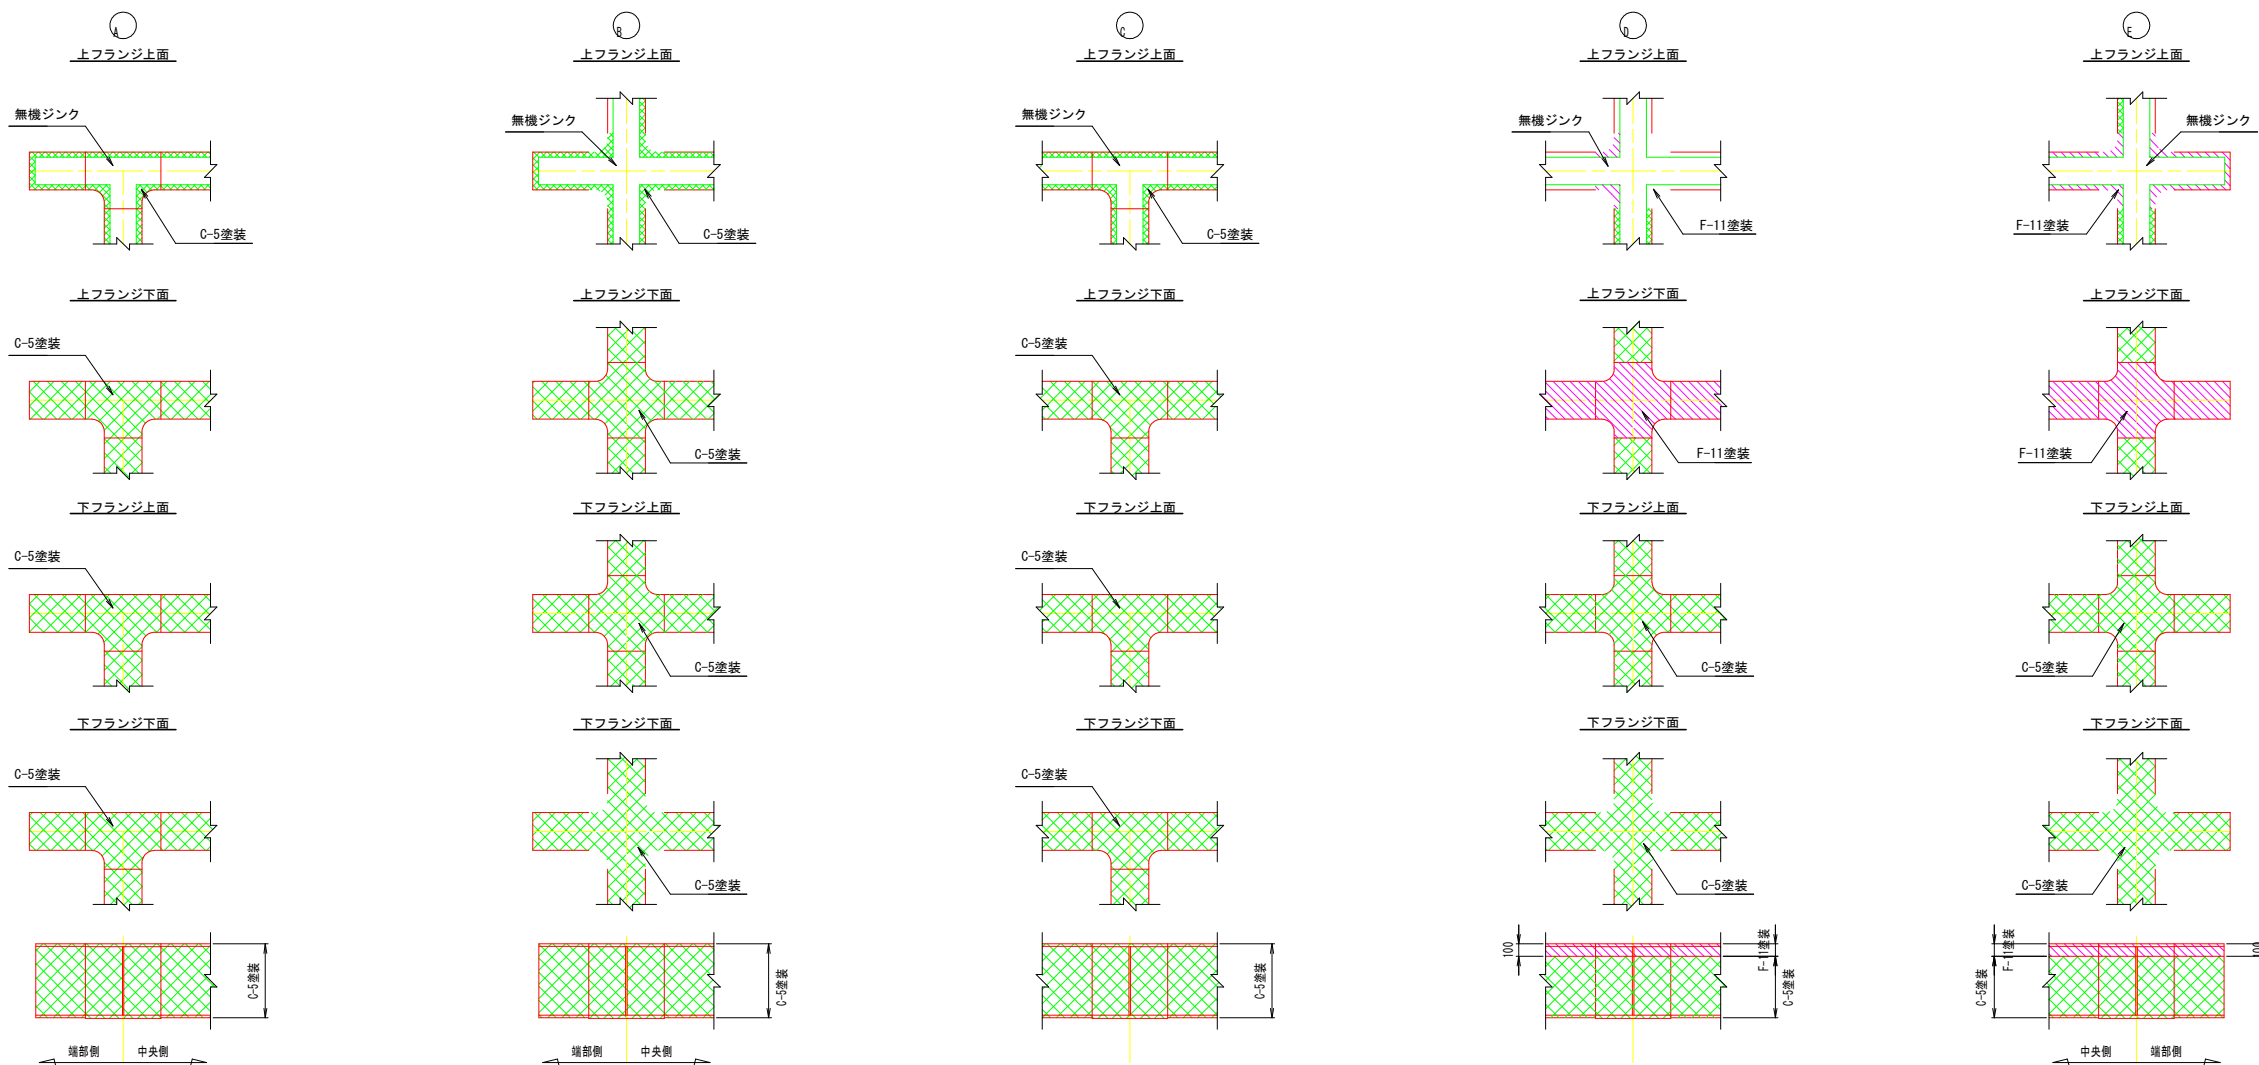 A
B
C
D
E
上フランジ上面
上フランジ上面
上フランジ上面
上フランジ上面
上フランジ上面
無機ジンク
無機ジンク
無機ジンク
無機ジンク
無機ジンク
C-5塗装
C-5塗装
C-5塗装
F-11塗装
F-11塗装
上フランジ下面
上フランジ下面
上フランジ下面
上フランジ下面
上フランジ下面
C-5塗装
C-5塗装
C-5塗装
F-11塗装
F-11塗装
下フランジ上面
下フランジ上面
下フランジ上面
下フランジ上面
下フランジ上面
C-5塗装
C-5塗装
C-5塗装
C-5塗装
C-5塗装
下フランジ下面
下フランジ下面
下フランジ下面
下フランジ下面
下フランジ下面
C-5塗装
C-5塗装
C-5塗装
C-5塗装
C-5塗装
C-5塗装
C-5塗装
C-5塗装
100
F-11塗装
C-5塗装
F-11塗装
C-5塗装
100
端部側 中央側
端部側 中央側
中央側 端部側